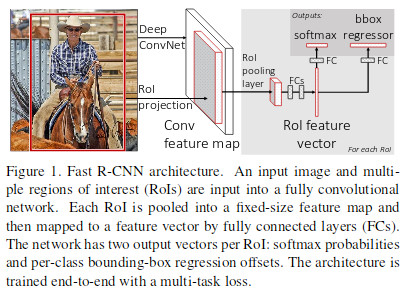 Outputs:
softmax
bbox
regressor
Deep
ConvNet
RoI
projection
Conv
feature map
RoI
pooling
layer
FCs
FC
FC
RoI feature
vector
For each RoI
Figure 1. Fast R-CNN architecture. An input image and multi-
ple regions of interest (RoIs) are input into a fully convolutional
network. Each RoI is pooled into a fixed-size feature map and
then mapped to a feature vector by fully connected layers (FCs).
The network has two output vectors per RoI: softmax probabilities
and per-class bounding-box regression offsets. The architecture is
trained end-to-end with a multi-task loss.